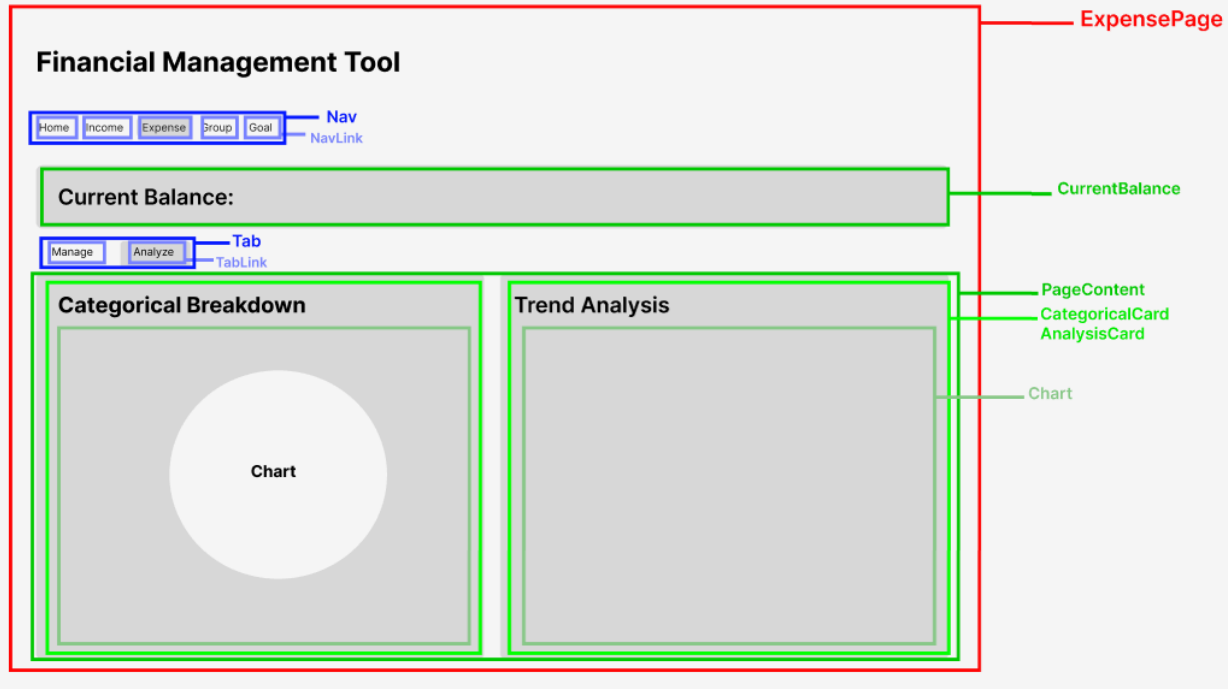 ExpensePage
Financial Management Tool
Nav
Home Income Expense Group Goal
NavLink
Current Balance:
CurrentBalance
Tab
Manage Analyze
TabLink
PageContent
Categorical Breakdown Trend Analysis
CategoricalCard
AnalysisCard
Chart
Chart